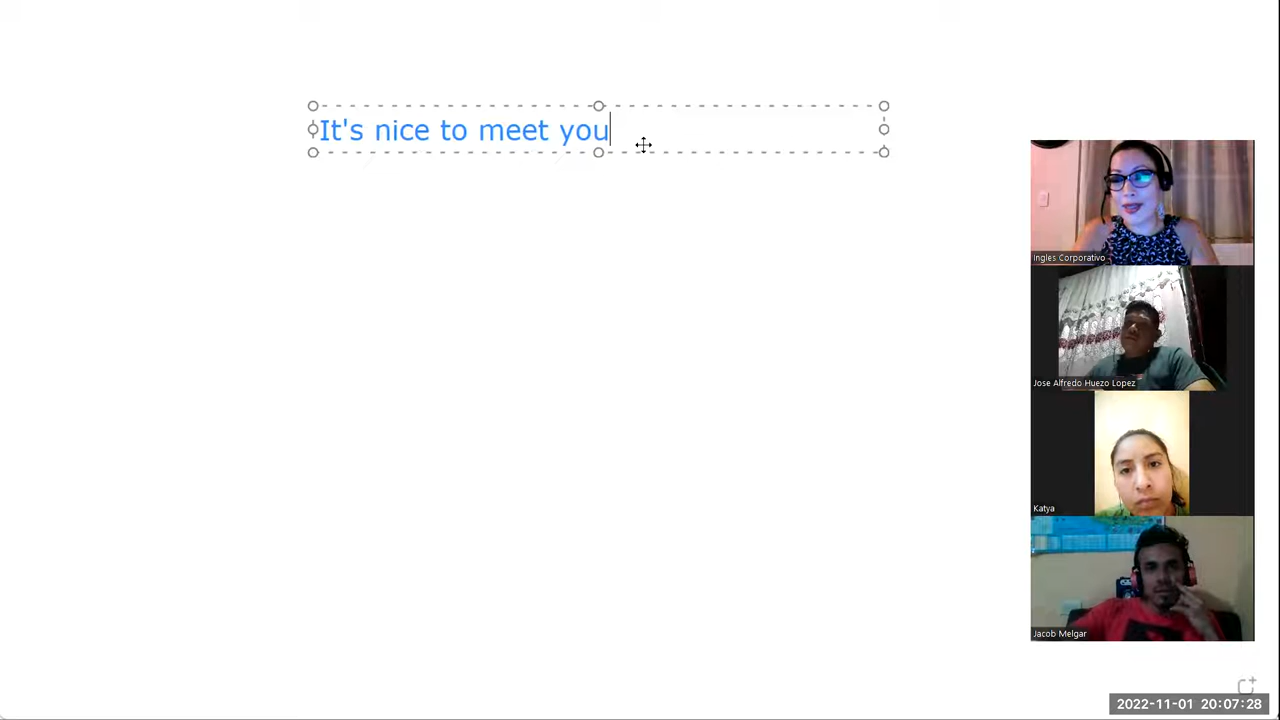 It's nice to meet you
Ingles Corporativo
Jose Alfredo Huezo Lopez
Katya
Jacob Melgar
2022-11-01 20:07:28